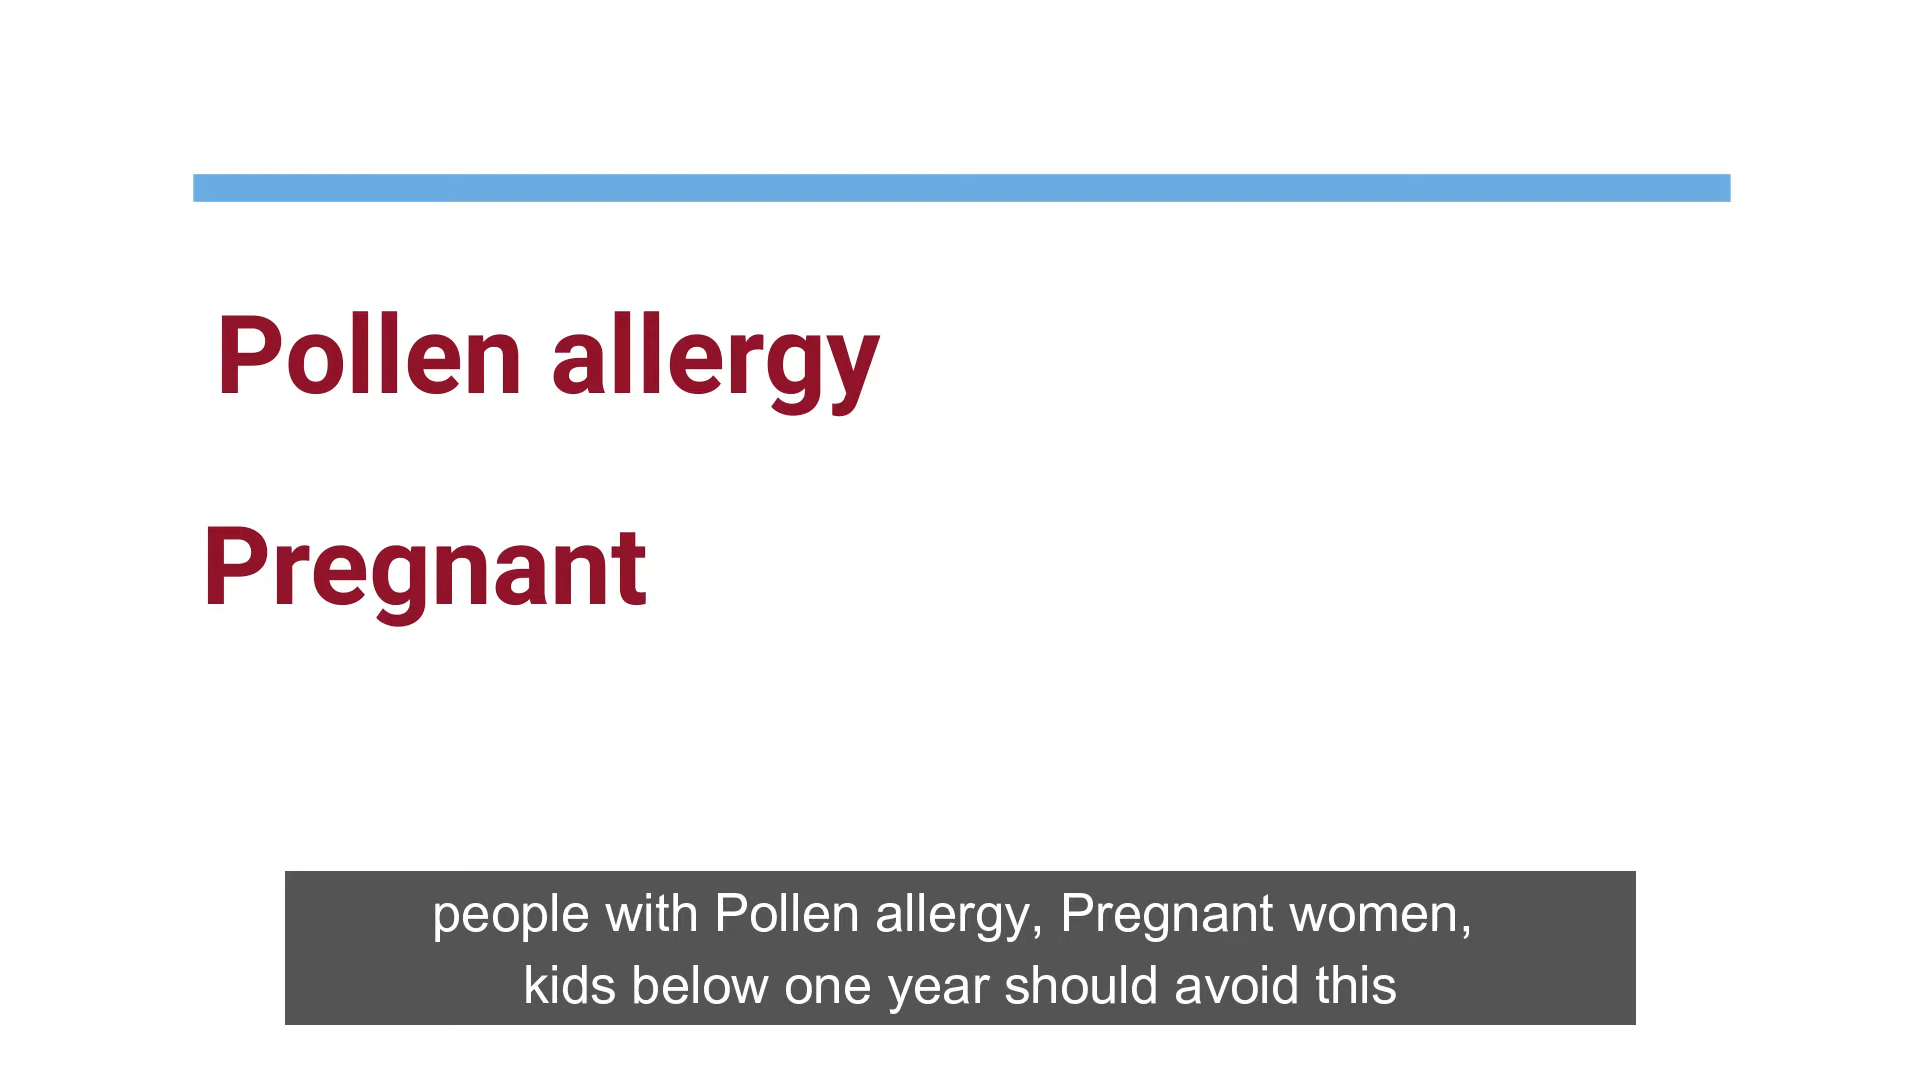 Pollen allergy
Pregnant
people with Pollen allergy, Pregnant women,
kids below one year should avoid this